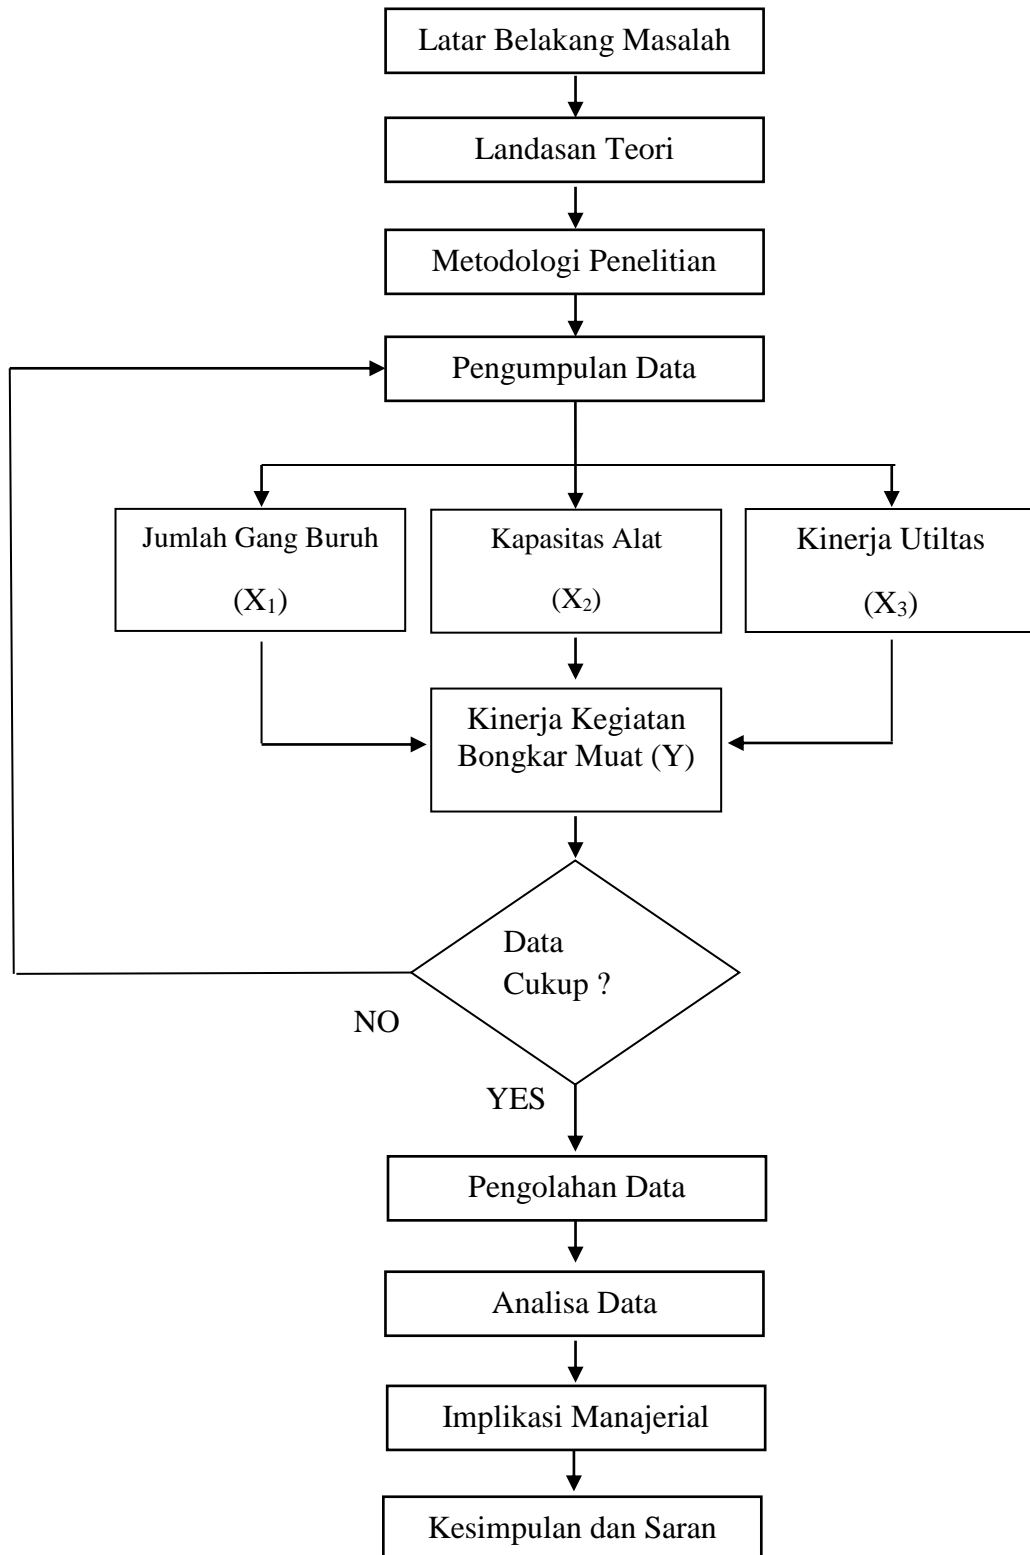 Latar Belakang Masalah
Landasan Teori
Metodologi Penelitian
Pengumpulan Data
Jumlah Gang Buruh
(X₁)
Kapasitas Alat
(X₂)
Kinerja Utiltas
(X₃)
Kinerja Kegiatan
Bongkar Muat (Y)
Data
Cukup ?
NO
YES
Pengolahan Data
Analisa Data
Implikasi Manajerial
Kesimpulan dan Saran